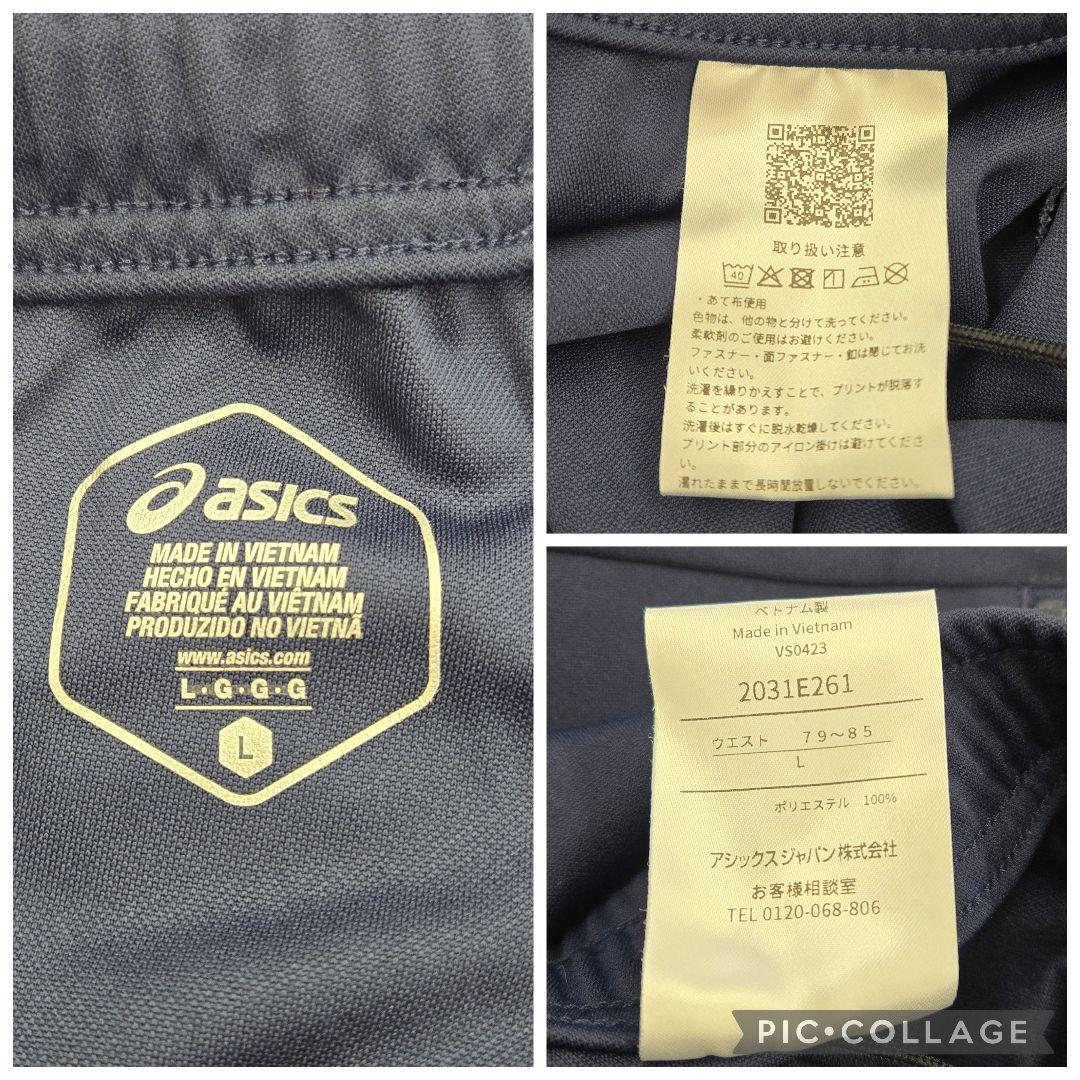 asics
MADE IN VIETNAM
HECHO EN VIETNAM
FABRIQUÉ AU VIÊTNAM
PRODUZIDO NO VIETNÃ
www.asics.com
L・G・G・G
L
取り扱い注意
40
・あて布使用
色物は、他の物と分けて洗ってください。
柔軟剤のご使用はお避けください。
ファスナー・面ファスナー・釦は閉じてお洗
いください。
洗濯を繰りかえすことで、プリントが脱落す
ることがあります。
洗濯後はすぐに脱水乾燥してください。
プリント部分のアイロン掛けは避けてくださ
い。
濡れたままで長時間放置しないでください。
ベトナム製
Made in Vietnam
VS0423
2031E261
ウエスト 79～85
L
ポリエステル 100%
アシックスジャパン株式会社
お客様相談室
TEL 0120-068-806
PIC•COLLAGE